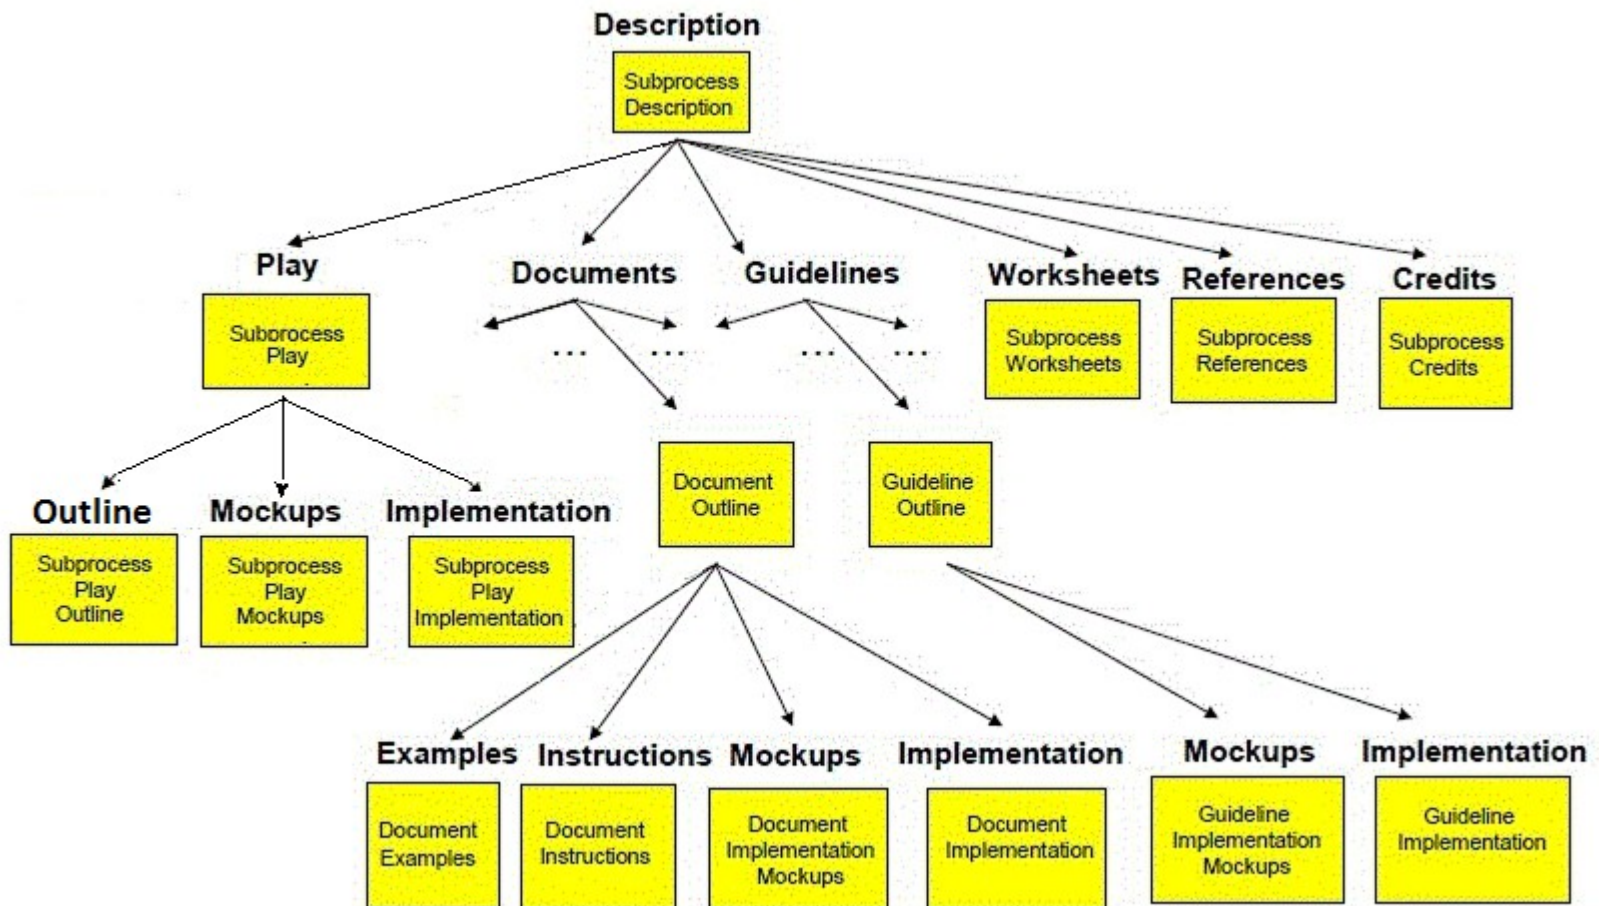 Description
Subprocess
Description
Play
Documents
Guidelines
Worksheets
References
Credits
Subprocess
Play
... ... ... ...
Subprocess
Worksheets
Subprocess
References
Subprocess
Credits
Document
Outline
Guideline
Outline
Outline
Mockups
Implementation
Subprocess
Play
Outline
Subprocess
Play
Mockups
Subprocess
Play
Implementation
Examples
Instructions
Mockups
Implementation
Mockups
Implementation
Document
Examples
Document
Instructions
Document
Implementation
Mockups
Document
Implementation
Guideline
Implementation
Mockups
Guideline
Implementation